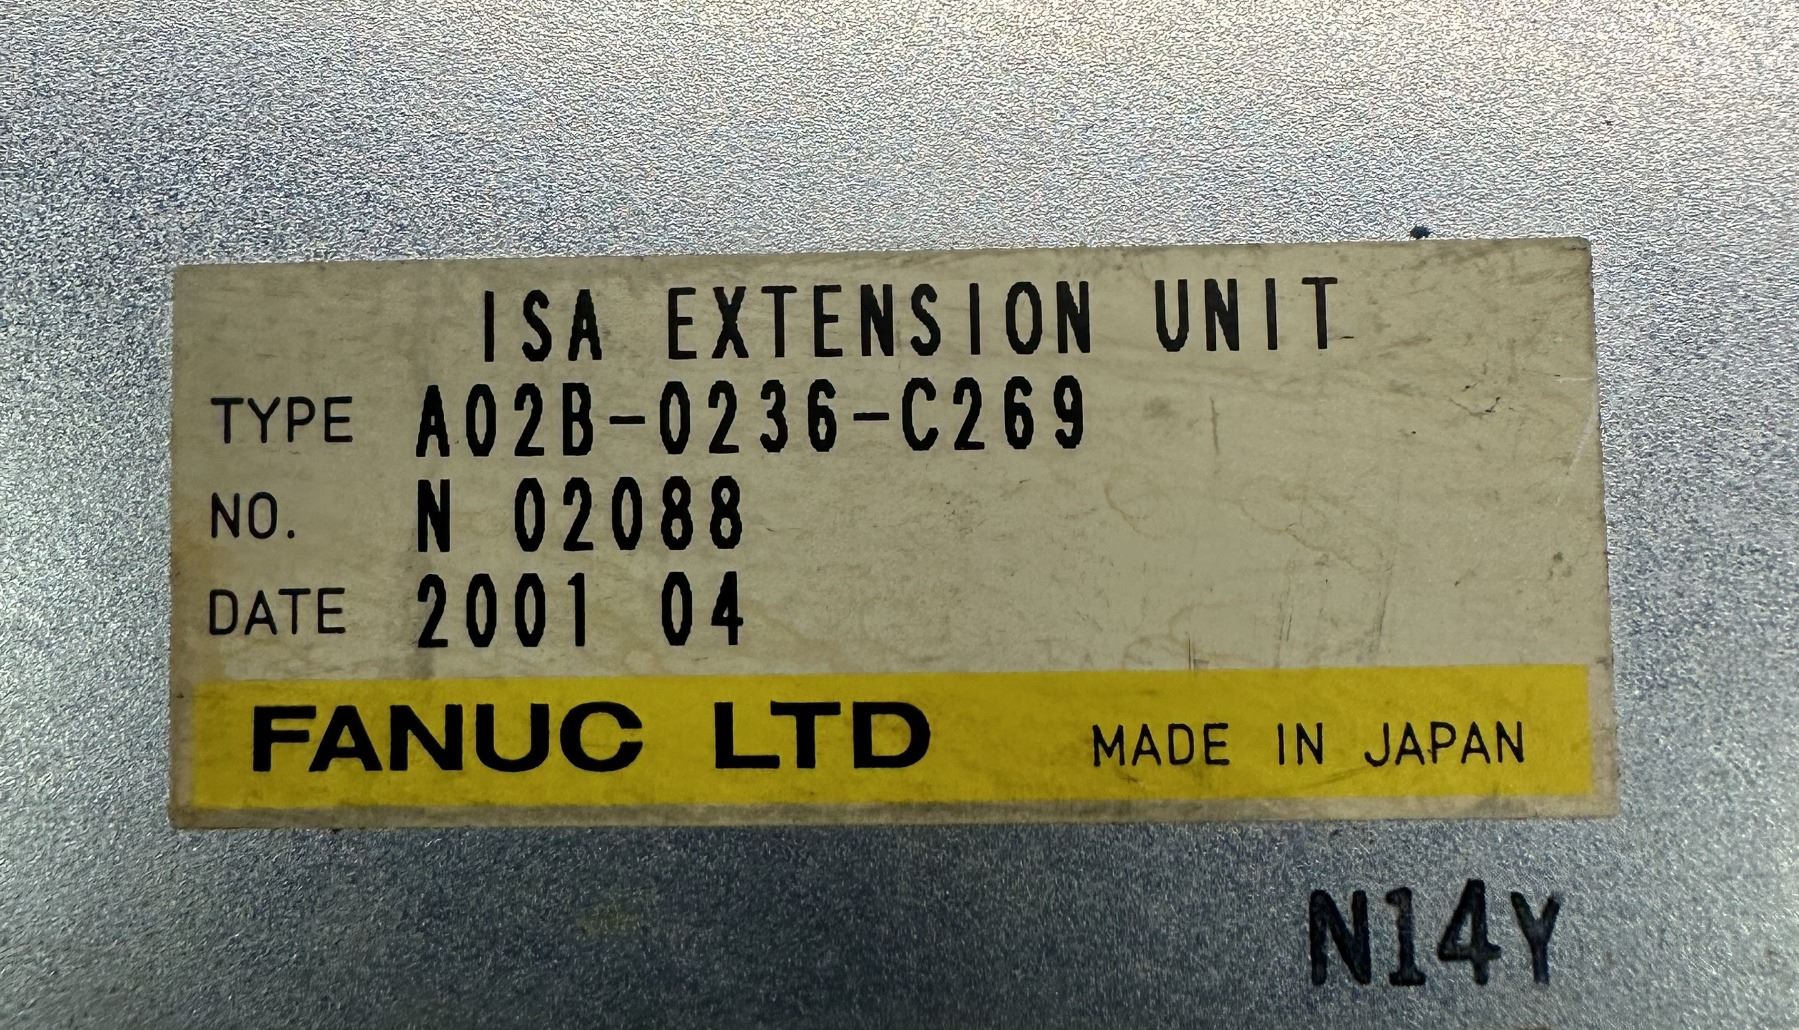 ISA EXTENSION UNIT
TYPE A02B-0236-C269
NO. N 02088
DATE 2001 04
FANUC LTD MADE IN JAPAN
N14Y